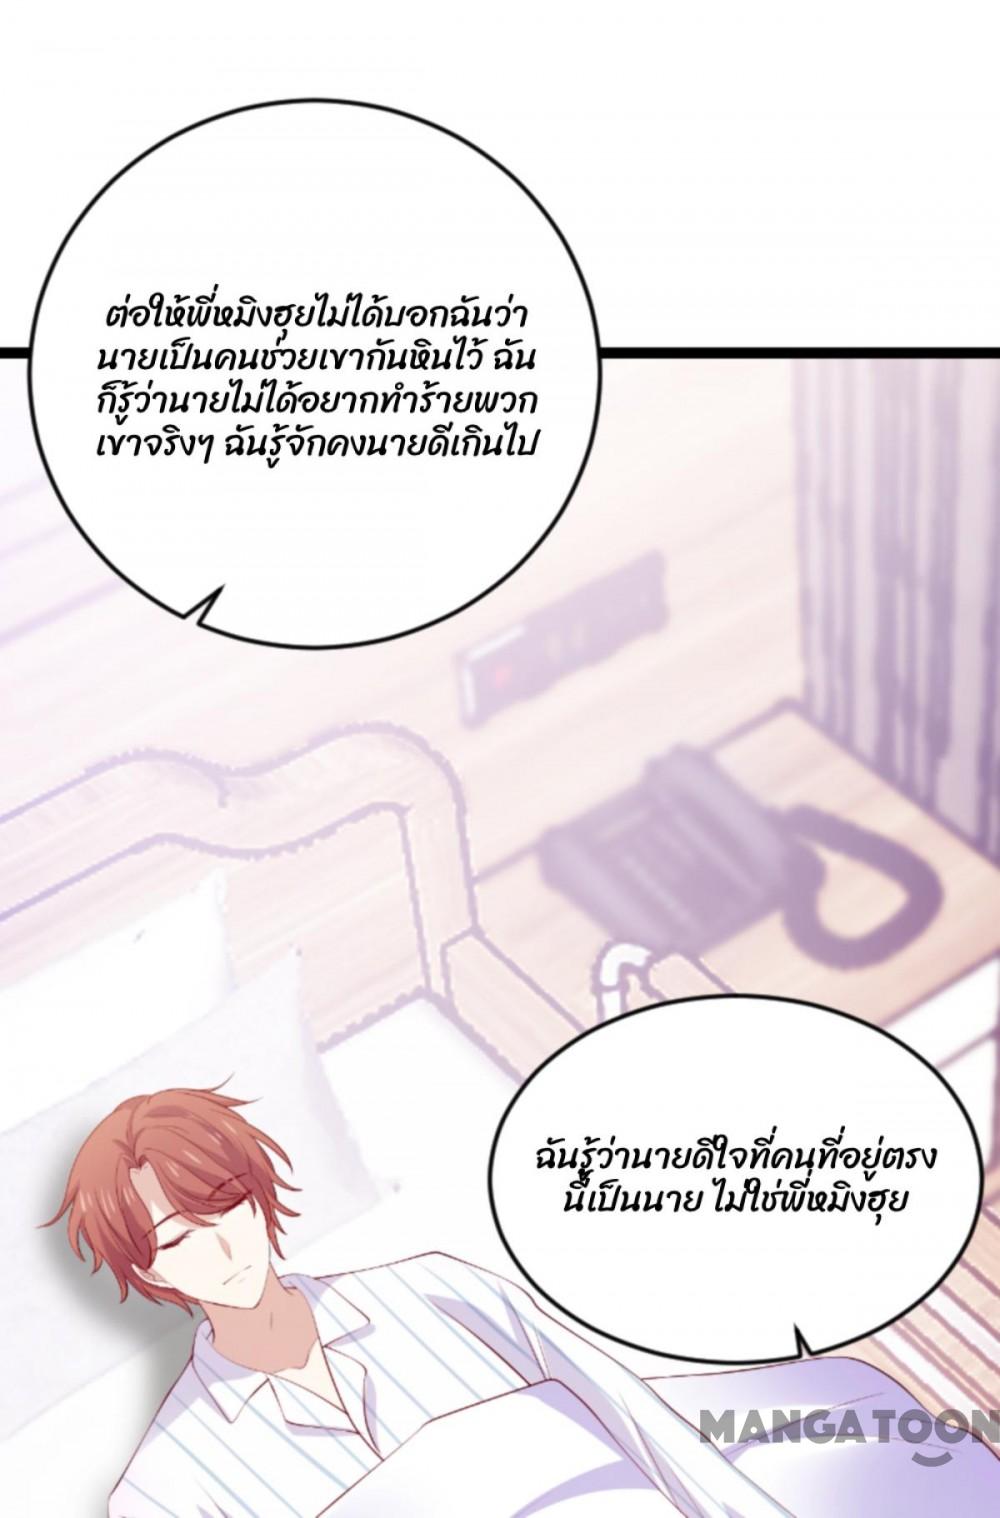 ต่อให้พี่หมิงฮุยไม่ได้บอกฉันว่า
นายเป็นคนช่วยเขากันหินไว้ ฉัน
ก็รู้ว่านายไม่ได้อยากทำร้ายพวก
เขาจริงๆ ฉันรู้จักคงนายดีเกินไป
ฉันรู้ว่านายดีใจที่คนที่อยู่ตรง
นี้เป็นนาย ไม่ใช่พี่หมิงฮุย
MANGATOON